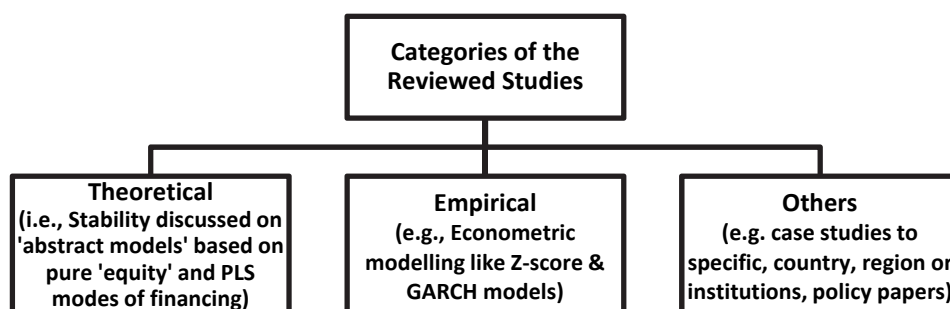 Categories of the
Reviewed Studies
Theoretical
(i.e., Stability discussed on
'abstract models' based on
pure 'equity' and PLS
modes of financing)
Empirical
(e.g., Econometric
modelling like Z-score &
GARCH models)
Others
(e.g. case studies to
specific, country, region or
institutions, policy papers)